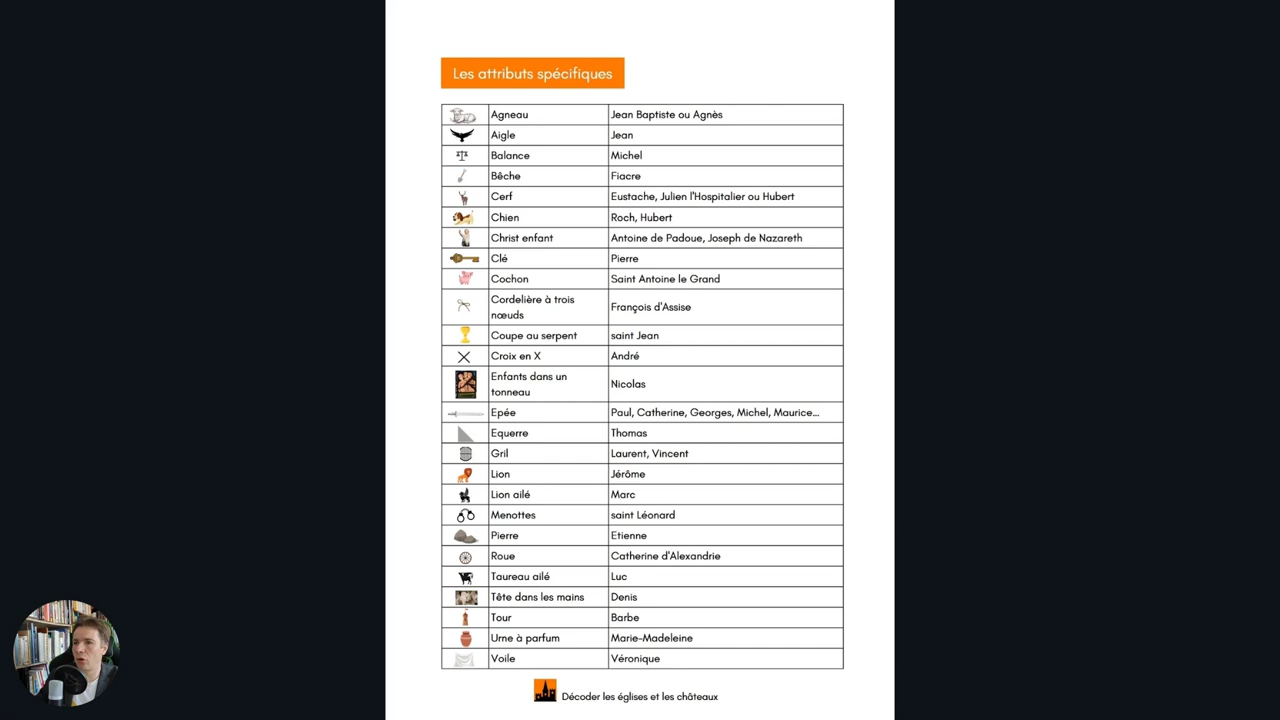 Les attributs spécifiques
Agneau Jean Baptiste ou Agnès
Aigle Jean
Balance Michel
Bêche Fiacre
Cerf Eustache, Julien l'Hospitalier ou Hubert
Chien Roch, Hubert
Christ enfant Antoine de Padoue, Joseph de Nazareth
Clé Pierre
Cochon Saint Antoine le Grand
Cordelière à trois
nœuds
François d'Assise
Coupe au serpent saint Jean
Croix en X André
Enfants dans un
tonneau
Nicolas
Epée Paul, Catherine, Georges, Michel, Maurice...
Equerre Thomas
Gril Laurent, Vincent
Lion Jérôme
Lion ailé Marc
Menottes saint Léonard
Pierre Etienne
Roue Catherine d'Alexandrie
Taureau ailé Luc
Tête dans les mains Denis
Tour Barbe
Urne à parfum Marie-Madeleine
Voile Véronique
Décoder les églises et les châteaux